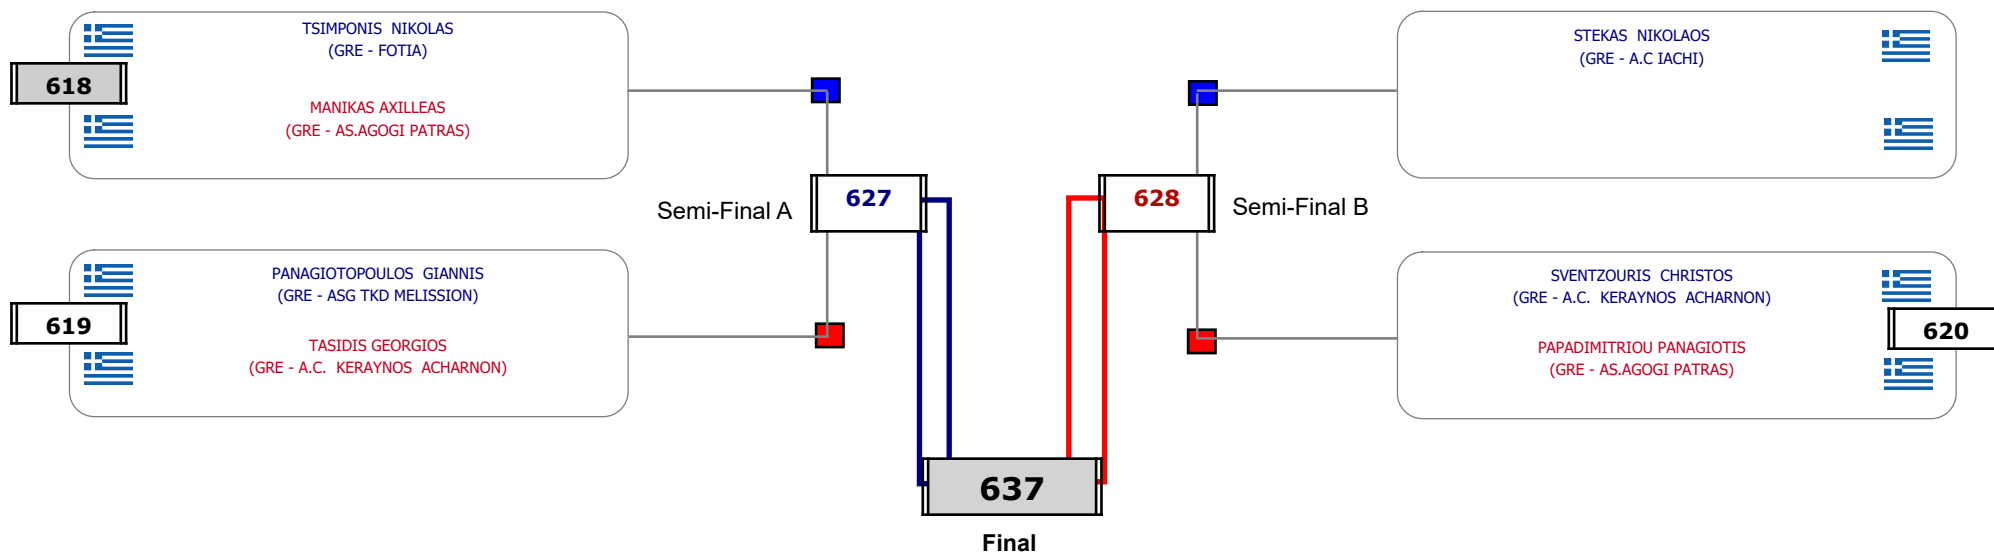 TSIMPONIS NIKOLAS
(GRE - FOTIA)
618
MANIKAS AXILLEAS
(GRE - AS.AGOGI PATRAS)
PANAGIOTOPOULOS GIANNIS
(GRE - ASG TKD MELISSION)
619
TASIDIS GEORGIOS
(GRE - A.C. KERAYNOS ACHARNON)
Semi-Final A
627
628
Semi-Final B
STEKAS NIKOLAOS
(GRE - A.C IACHI)
SVENTZOURIS CHRISTOS
(GRE - A.C. KERAYNOS ACHARNON)
620
PAPADIMITRIOU PANAGIOTIS
(GRE - AS.AGOGI PATRAS)
637
Final